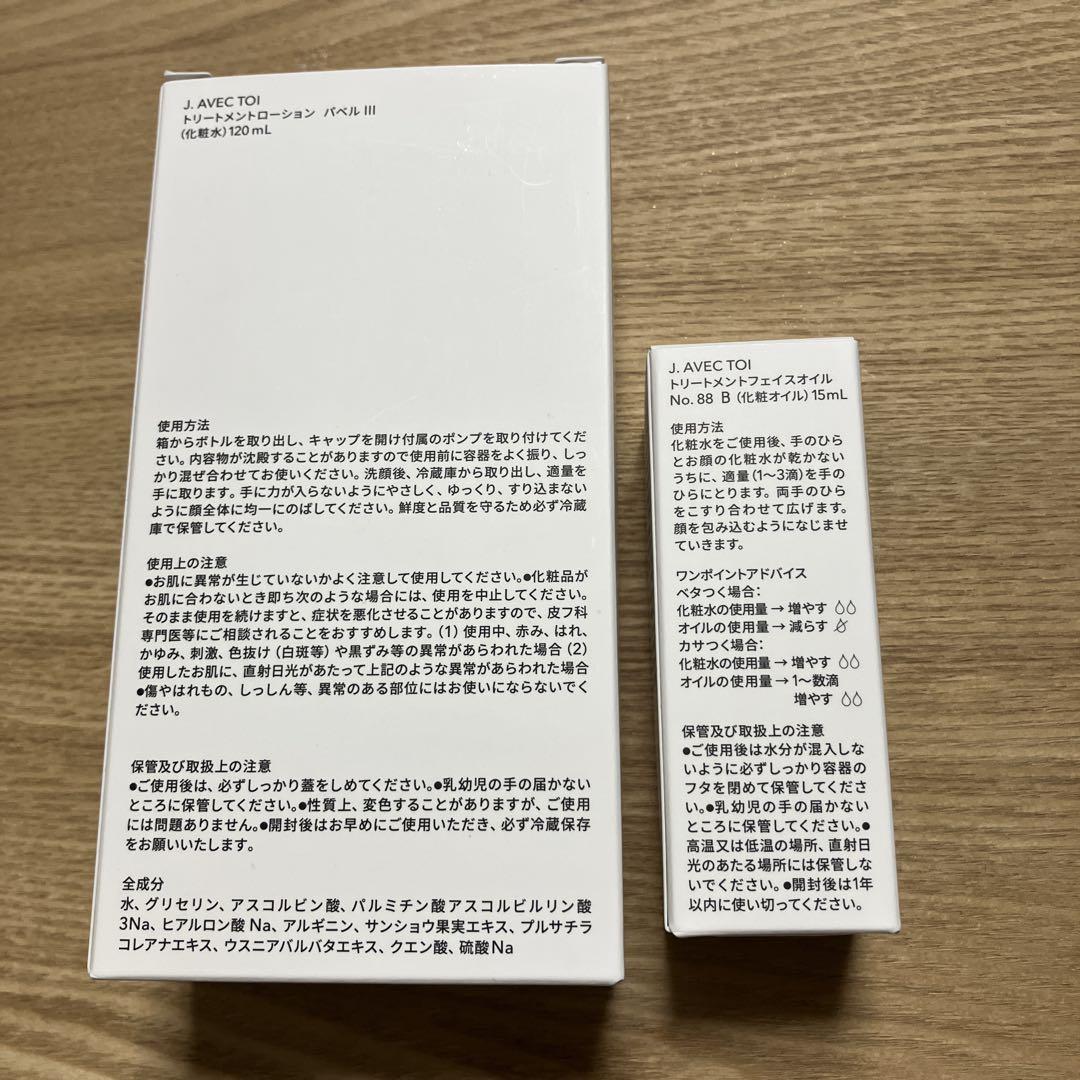 J. AVEC TOI
トリートメントローション バベル III
(化粧水)120mL
使用方法
箱からボトルを取り出し、キャップを開け付属のポンプを取り付けてくだ
さい。内容物が沈殿することがありますので使用前に容器をよく振り、しっ
かり混ぜ合わせてお使いください。洗顔後、冷蔵庫から取り出し、適量を
手に取ります。手に力が入らないようにやさしく、ゆっくり、すり込まない
ように顔全体に均一にのばしてください。鮮度と品質を守るため必ず冷蔵
庫で保管してください。
使用上の注意
●お肌に異常が生じていないかよく注意して使用してください。●化粧品が
お肌に合わないとき即ち次のような場合には、使用を中止してください。
そのまま使用を続けますと、症状を悪化させることがありますので、皮フ科
専門医等にご相談されることをおすすめします。(1)使用中、赤み、はれ、
かゆみ、刺激、色抜け(白斑等)や黒ずみ等の異常があらわれた場合(2)
使用したお肌に、直射日光があたって上記のような異常があらわれた場合
●傷やはれもの、しっしん等、異常のある部位にはお使いにならないでく
ださい。
保管及び取扱上の注意
●ご使用後は、必ずしっかり蓋をしめてください。●乳幼児の手の届かない
ところに保管してください。●性質上、変色することがありますが、ご使用
には問題ありません。●開封後はお早めにご使用いただき、必ず冷蔵保存
をお願いいたします。
全成分
水、グリセリン、アスコルビン酸、パルミチン酸アスコルビルリン酸
3Na、ヒアルロン酸Na、アルギニン、サンショウ果実エキス、プルサチラ
コレアナエキス、ウスニアバルバタエキス、クエン酸、硫酸Na
J. AVEC TOI
トリートメントフェイスオイル
No. 88 B (化粧オイル)15mL
使用方法
化粧水をご使用後、手のひら
とお顔の化粧水が乾かない
うちに、適量(1〜3滴)を手の
ひらにとります。両手のひら
をこすり合わせて広げます。
顔を包み込むようになじませ
ていきます。
ワンポイントアドバイス
ベタつく場合:
化粧水の使用量→増やす
オイルの使用量→減らす
カサつく場合:
化粧水の使用量→増やす
オイルの使用量→1〜数滴
増やす
保管及び取扱上の注意
●ご使用後は水分が混入しな
いように必ずしっかり容器の
フタを閉めて保管してくださ
い。●乳幼児の手の届かない
ところに保管してください。●
高温又は低温の場所、直射日
光のあたる場所には保管しな
いでください。●開封後は1年
以内に使い切ってください。